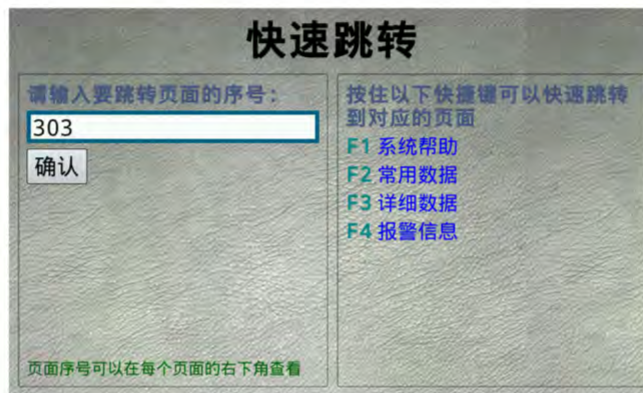 快速跳转
请输入要跳转页面的序号：
303
确认
页面序号可以在每个页面的右下角查看
按住以下快捷键可以快速跳转
到对应的页面
F1 系统帮助
F2 常用数据
F3 详细数据
F4 报警信息